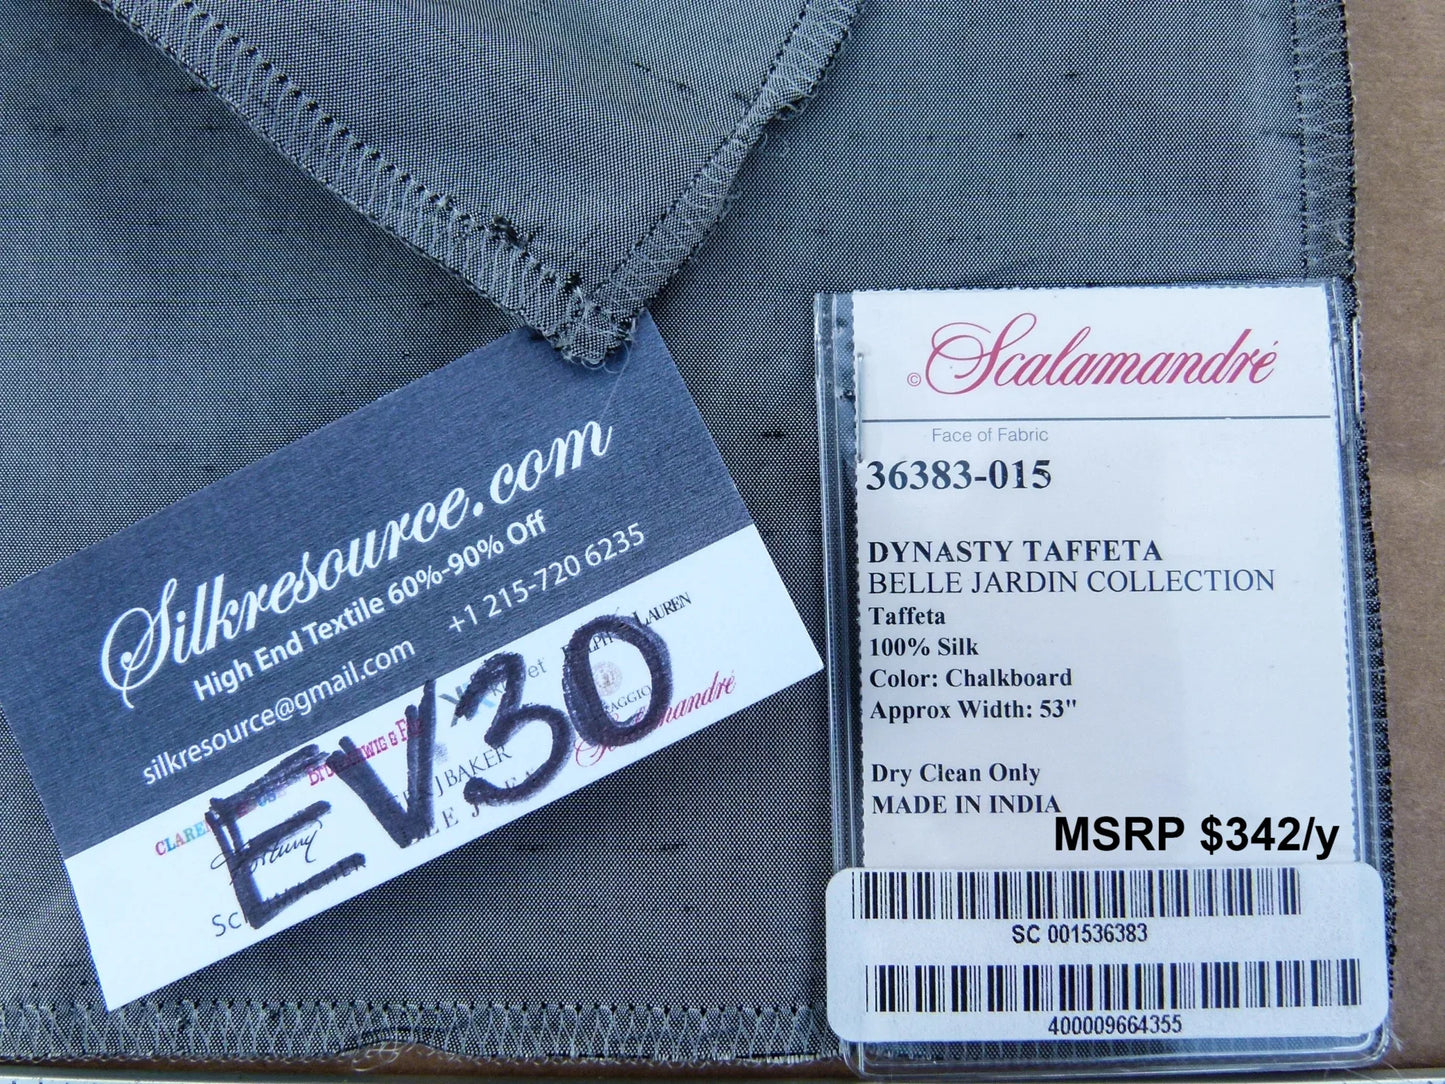 Silkresource.com
High End Textile 60%-90% Off
silkresource@gmail.com +1 215-720 6235
EV30
LAUREN
J BAKER
© Scalamandré
Face of Fabric
36383-015
DYNASTY TAFFETA
BELLE JARDIN COLLECTION
Taffeta
100% Silk
Color: Chalkboard
Approx Width: 53"
Dry Clean Only
MADE IN INDIA
MSRP $342/y
SC 001536383
400009664355